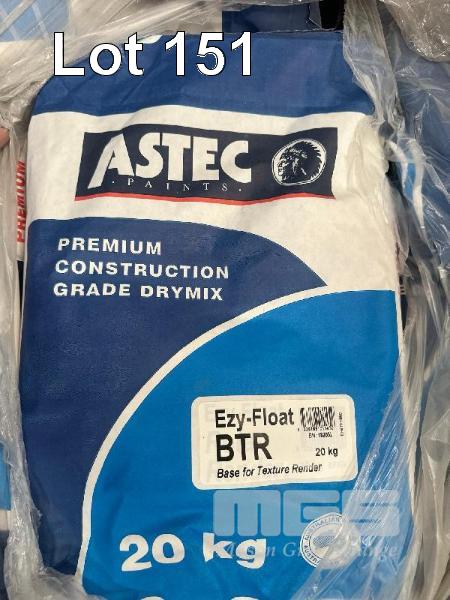 Lot 151
PREMIUM
ASTEC
· PAINTS ·
PREMIUM
CONSTRUCTION
GRADE DRYMIX
Ezy-Float
BTR
20 kg
Base for Texture Render
MGS
20 kg